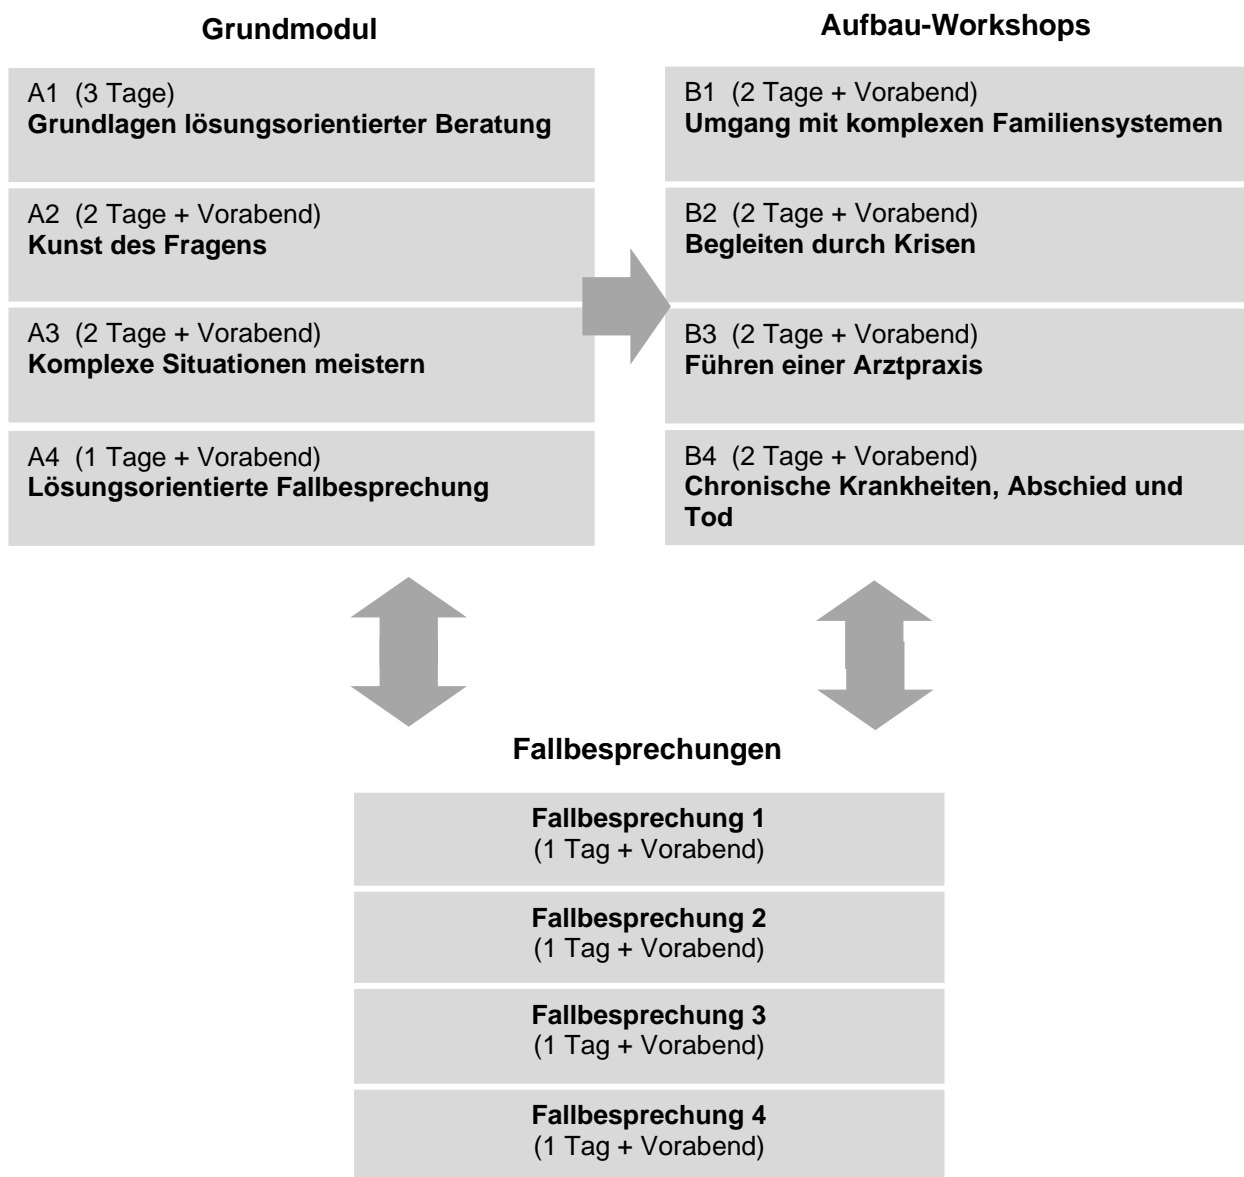 Grundmodul
A1 (3 Tage)
Grundlagen lösungsorientierter Beratung
A2 (2 Tage + Vorabend)
Kunst des Fragens
A3 (2 Tage + Vorabend)
Komplexe Situationen meistern
A4 (1 Tage + Vorabend)
Lösungsorientierte Fallbesprechung
Aufbau-Workshops
B1 (2 Tage + Vorabend)
Umgang mit komplexen Familiensystemen
B2 (2 Tage + Vorabend)
Begleiten durch Krisen
B3 (2 Tage + Vorabend)
Führen einer Arztpraxis
B4 (2 Tage + Vorabend)
Chronische Krankheiten, Abschied und
Tod
Fallbesprechungen
Fallbesprechung 1
(1 Tag + Vorabend)
Fallbesprechung 2
(1 Tag + Vorabend)
Fallbesprechung 3
(1 Tag + Vorabend)
Fallbesprechung 4
(1 Tag + Vorabend)